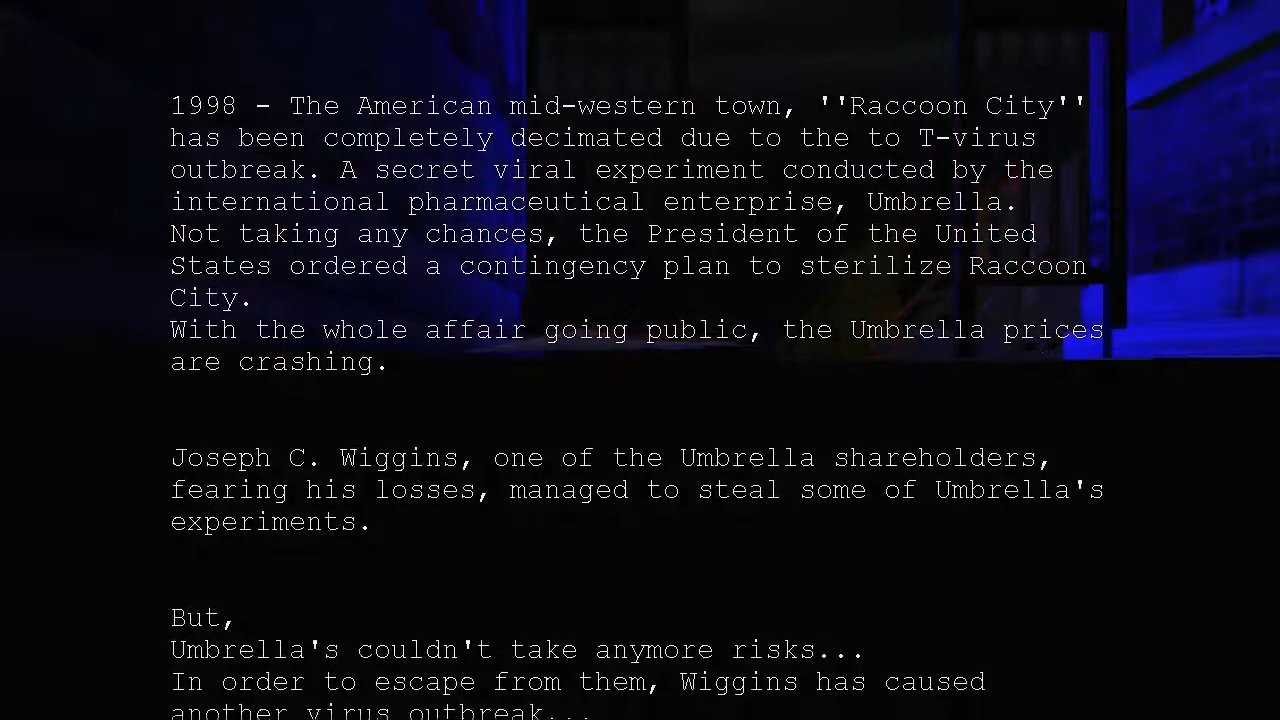 1998 - The American mid-western town, ''Raccoon City''
has been completely decimated due to the to T-virus
outbreak. A secret viral experiment conducted by the
international pharmaceutical enterprise, Umbrella.
Not taking any chances, the President of the United
States ordered a contingency plan to sterilize Raccoon
City.
With the whole affair going public, the Umbrella prices
are crashing.
Joseph C. Wiggins, one of the Umbrella shareholders,
fearing his losses, managed to steal some of Umbrella's
experiments.
But,
Umbrella's couldn't take anymore risks...
In order to escape from them, Wiggins has caused
another virus outbreak...